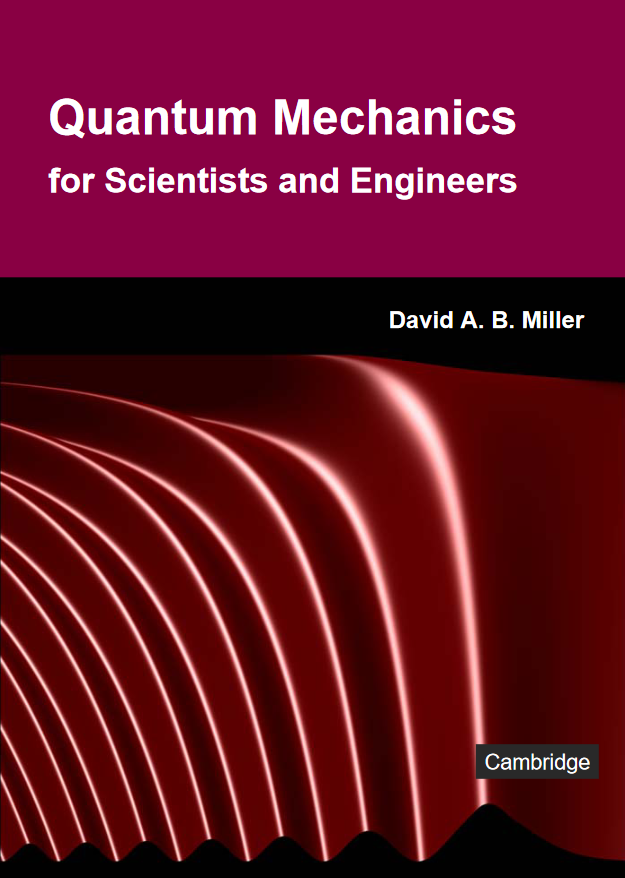 Quantum Mechanics
for Scientists and Engineers
David A. B. Miller
Cambridge